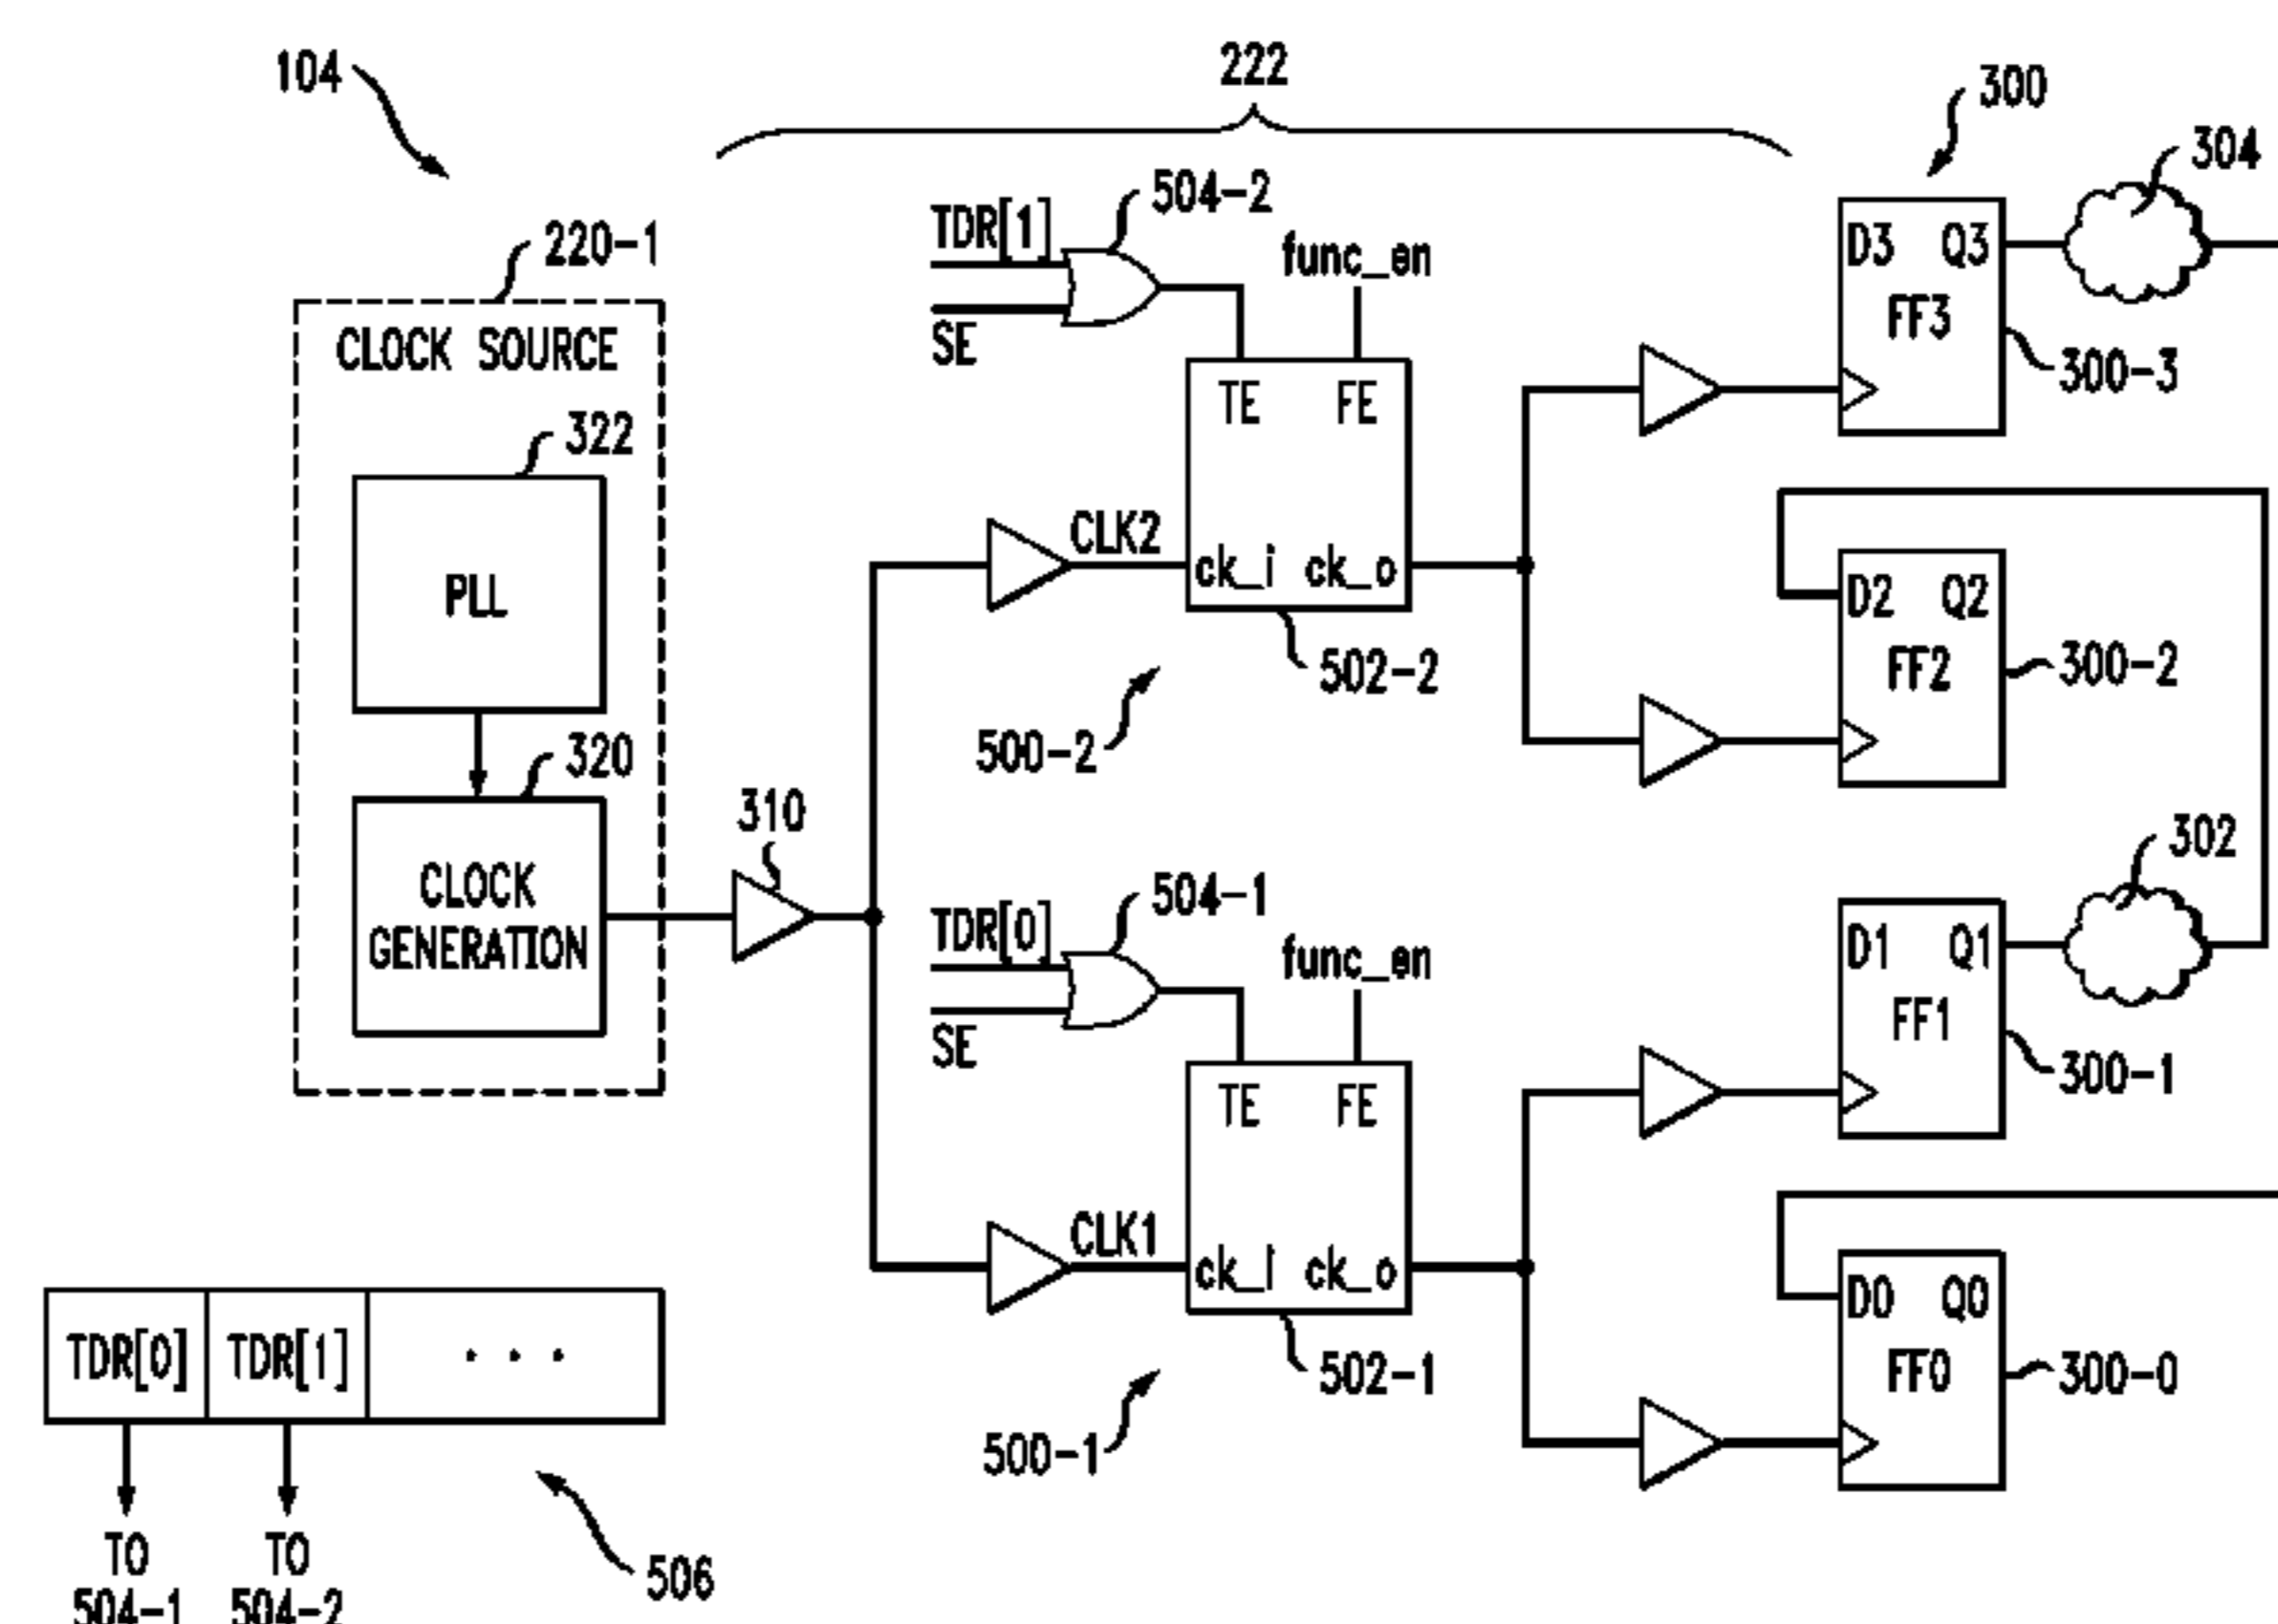 104
222
300
304
220-1
TDR[1]
504-2
SE
func_en
CLOCK SOURCE
D3 Q3
FF3
300-3
TE FE
322
PLL
CLK2
ck_i ck_o
502-2
500-2
D2 Q2
FF2
300-2
320
CLOCK
GENERATION
310
TDR[0]
504-1
SE
func_en
302
D1 Q1
FF1
300-1
TE FE
CLK1
ck_i ck_o
502-1
500-1
D0 Q0
FF0
300-0
TDR[0] TDR[1] . . .
TO
504-1
TO
504-2
506